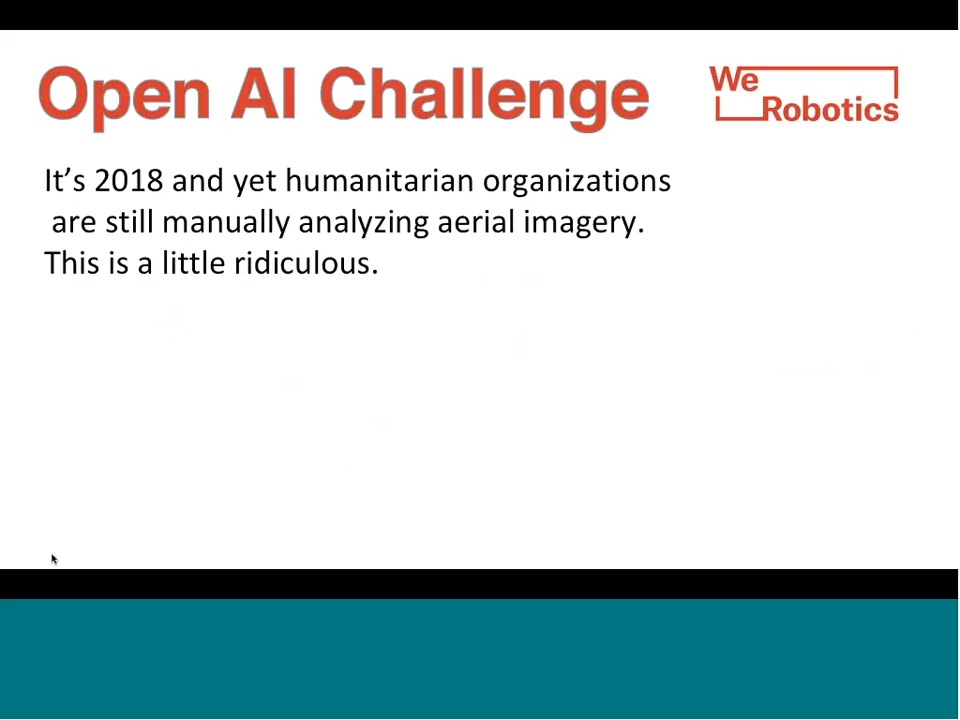 Open AI Challenge
We
Robotics
It’s 2018 and yet humanitarian organizations
are still manually analyzing aerial imagery.
This is a little ridiculous.